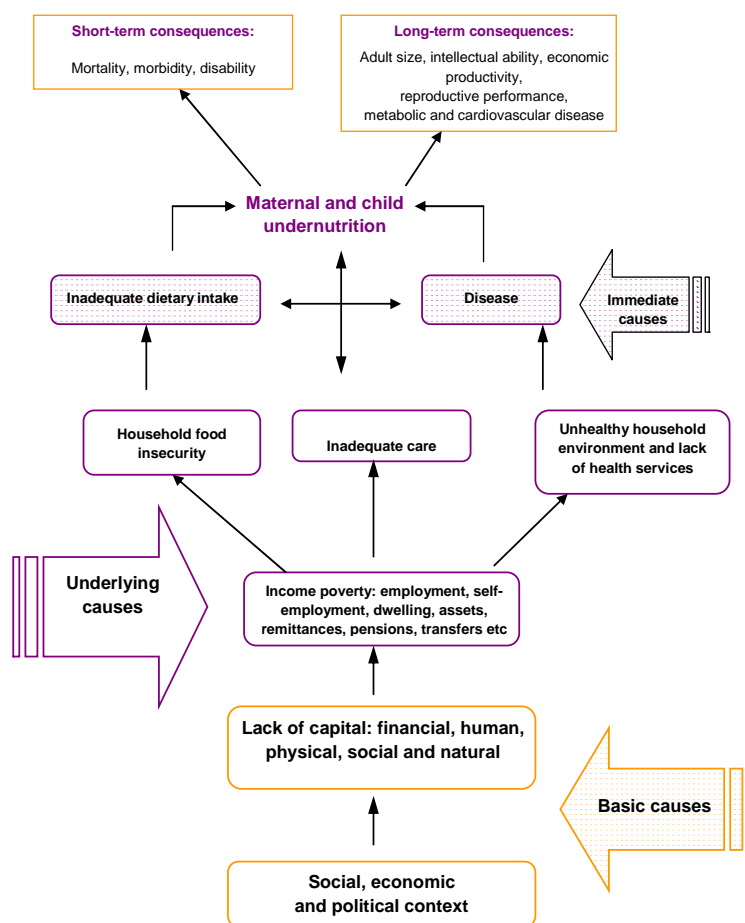 Short-term consequences:
Mortality, morbidity, disability
Long-term consequences:
Adult size, intellectual ability, economic
productivity,
reproductive performance,
metabolic and cardiovascular disease
Maternal and child
undernutrition
Inadequate dietary intake
Disease
Immediate
causes
Household food
insecurity
Inadequate care
Unhealthy household
environment and lack
of health services
Underlying
causes
Income poverty: employment, self-
employment, dwelling, assets,
remittances, pensions, transfers etc
Lack of capital: financial, human,
physical, social and natural
Basic causes
Social, economic
and political context